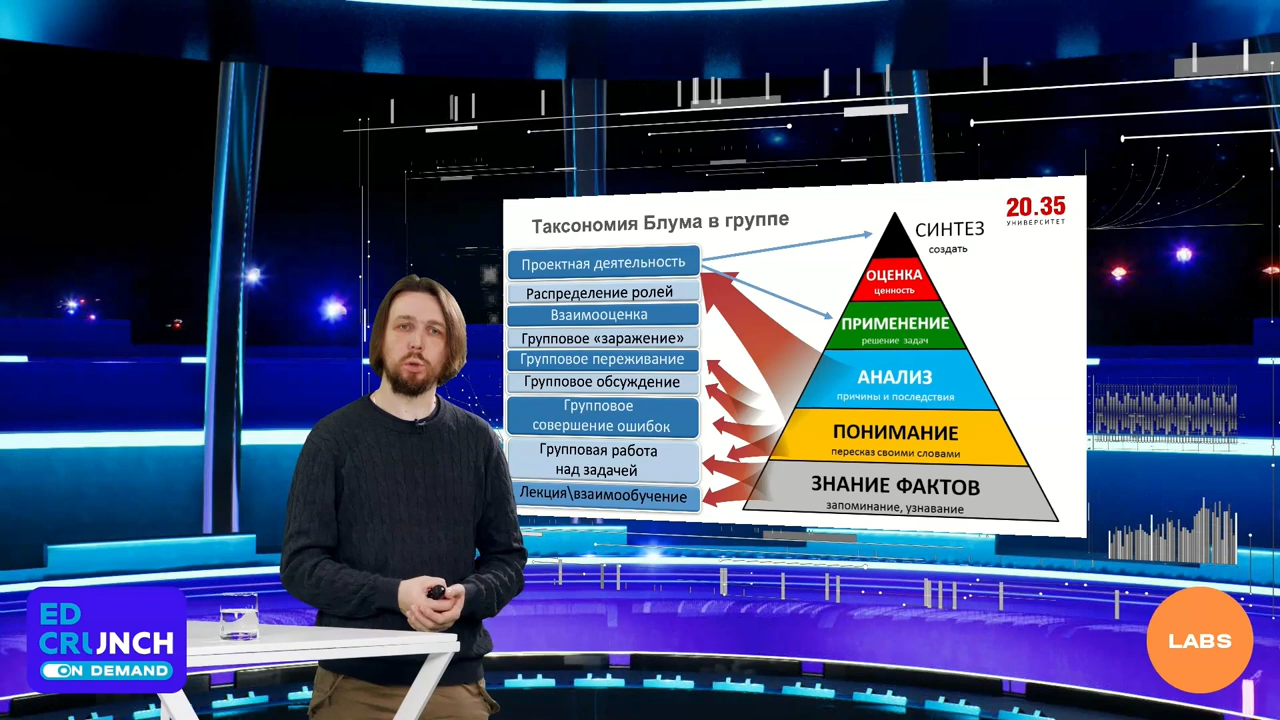 Таксономия Блума в группе
20.35
УНИВЕРСИТЕТ
Проектная деятельность
Распределение ролей
Взаимооценка
Групповое «заражение»
Групповое переживание
Групповое обсуждение
Групповое
совершение ошибок
Групповая работа
над задачей
Лекция\взаимообучение
СИНТЕЗ
создать
ОЦЕНКА
ценность
ПРИМЕНЕНИЕ
решение задач
АНАЛИЗ
причины и последствия
ПОНИМАНИЕ
пересказ своими словами
ЗНАНИЕ ФАКТОВ
запоминание, узнавание
ED
CRUNCH
ON DEMAND
LABS